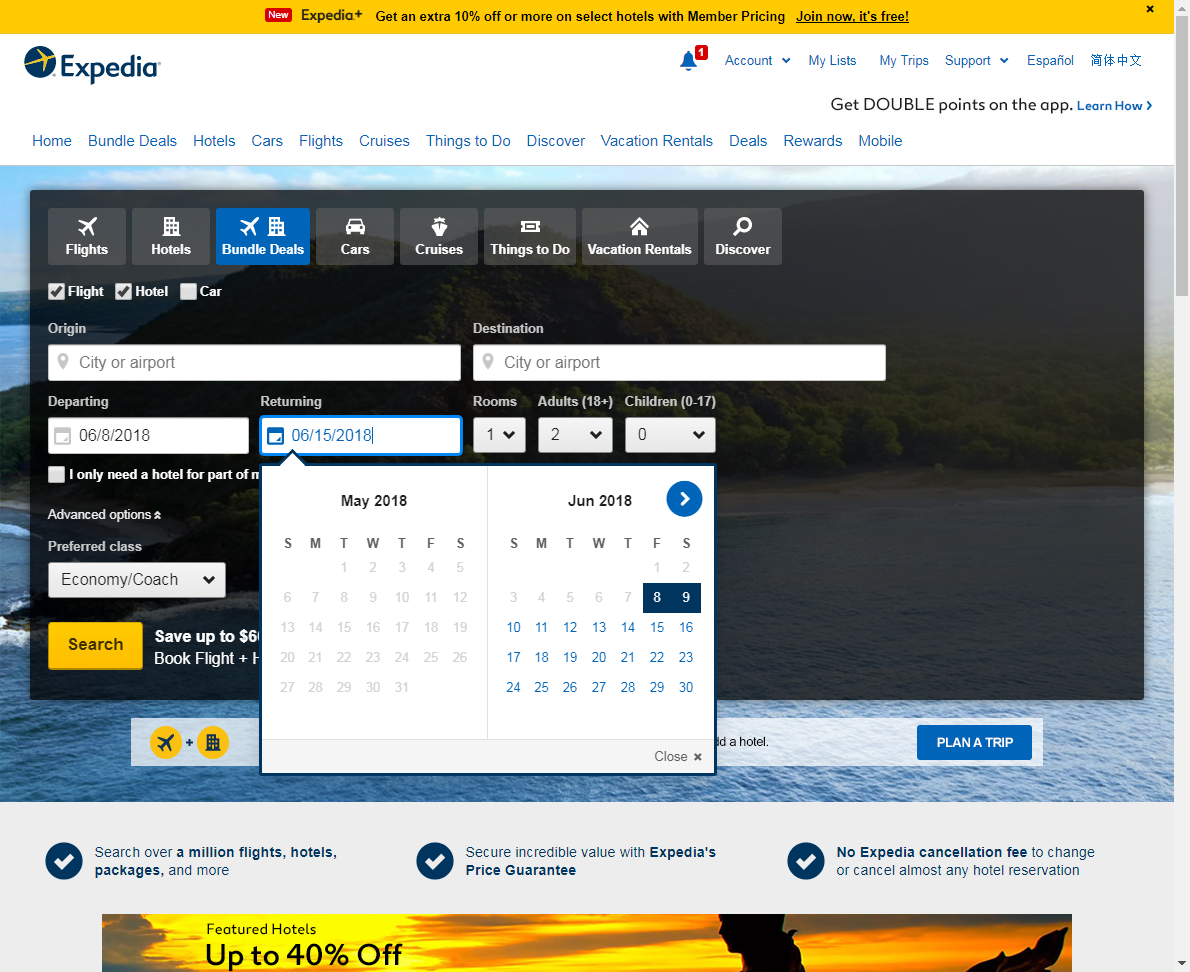 New Expedia+ Get an extra 10% off or more on select hotels with Member Pricing Join now, it's free! ×
Expedia
1 Account My Lists My Trips Support Español 简体中文
Get DOUBLE points on the app. Learn How
Home Bundle Deals Hotels Cars Flights Cruises Things to Do Discover Vacation Rentals Deals Rewards Mobile
Flights Hotels Bundle Deals Cars Cruises Things to Do Vacation Rentals Discover
Flight Hotel Car
Origin Destination
City or airport City or airport
Departing Returning Rooms Adults (18+) Children (0-17)
06/8/2018 06/15/2018 1 2 0
I only need a hotel for part of m
Advanced options
Preferred class
Economy/Coach
Search
Save up to $60
Book Flight + H
May 2018
S M T W T F S
1 2 3 4 5
6 7 8 9 10 11 12
13 14 15 16 17 18 19
20 21 22 23 24 25 26
27 28 29 30 31
Jun 2018
S M T W T F S
1 2
3 4 5 6 7 8 9
10 11 12 13 14 15 16
17 18 19 20 21 22 23
24 25 26 27 28 29 30
Close ×
+ dd a hotel. PLAN A TRIP
Search over a million flights, hotels,
packages, and more
Secure incredible value with Expedia's
Price Guarantee
No Expedia cancellation fee to change
or cancel almost any hotel reservation
Featured Hotels
Up to 40% Off